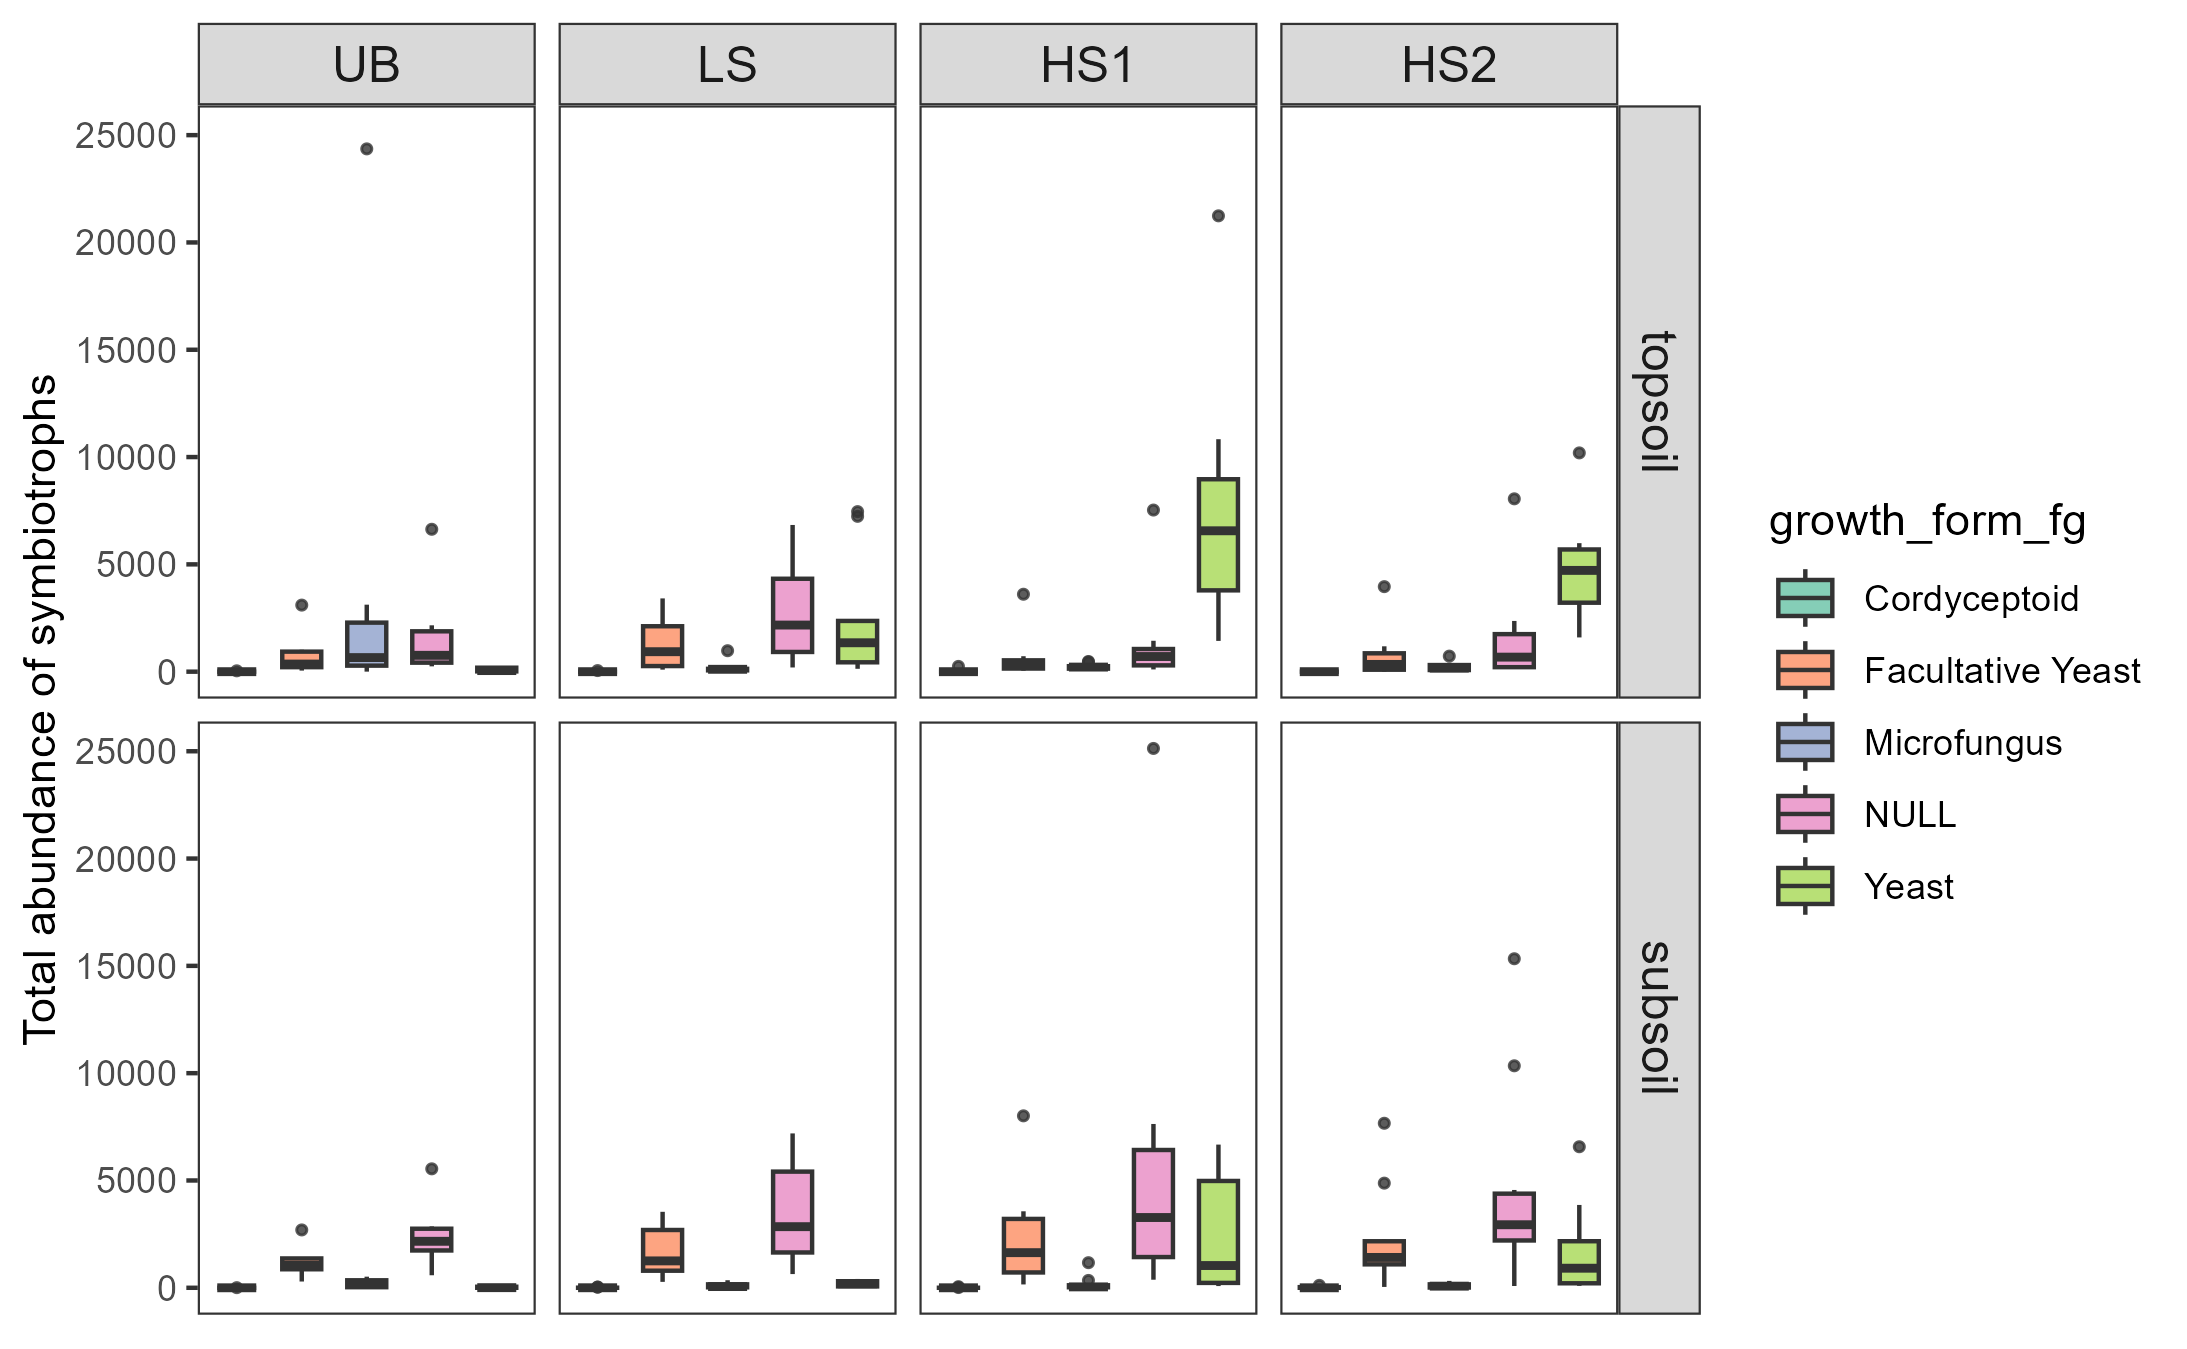 UB LS HS1 HS2
Total abundance of symbiotrophs
25000
20000
15000
10000
5000
0
topsoil
25000
20000
15000
10000
5000
0
subsoil
growth_form_fg
Cordyceptoid
Facultative Yeast
Microfungus
NULL
Yeast